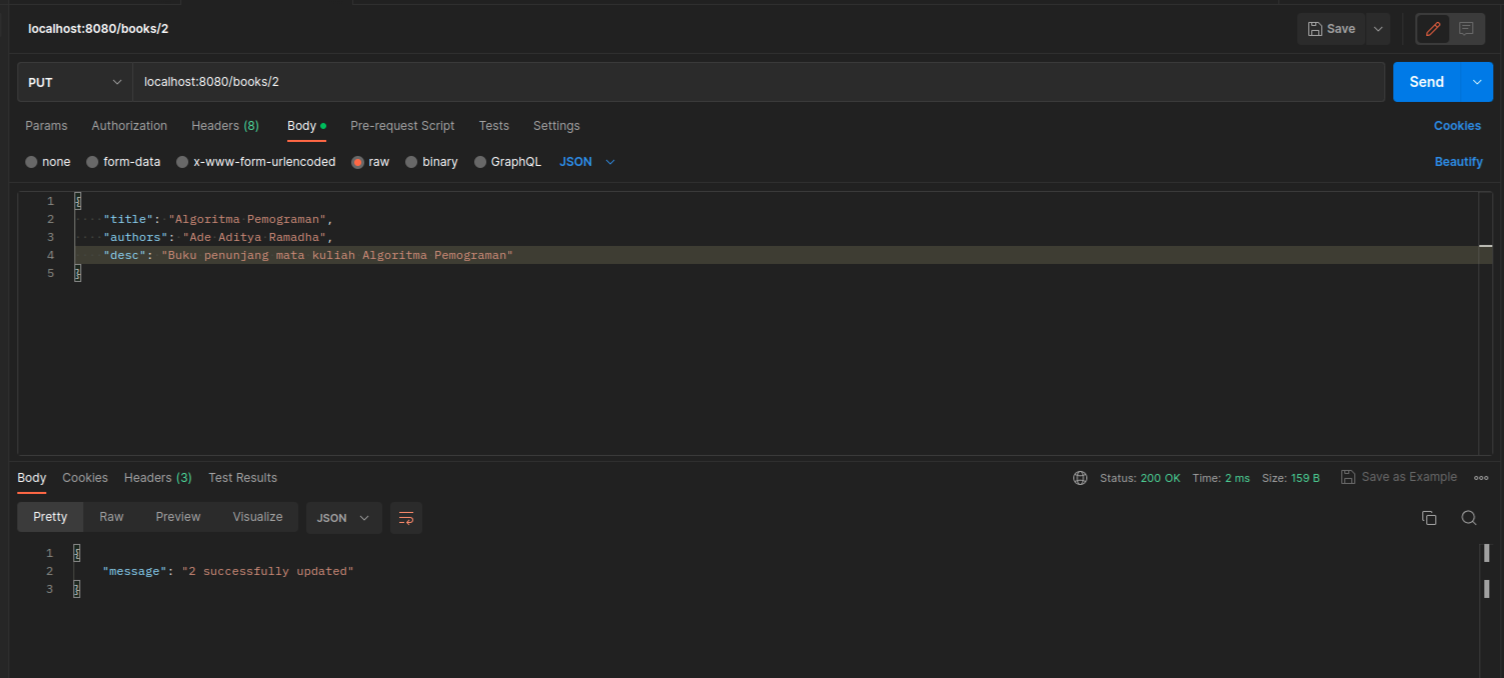 localhost:8080/books/2
Save
PUT
localhost:8080/books/2
Send
Params Authorization Headers (8) Body Pre-request Script Tests Settings Cookies
none form-data x-www-form-urlencoded raw binary GraphQL JSON Beautify
1 {
2 "title": "Algoritma Pemograman",
3 "authors": "Ade Aditya Ramadha",
4 "desc": "Buku penunjang mata kuliah Algoritma Pemograman"
5 }
Body Cookies Headers (3) Test Results Status: 200 OK Time: 2 ms Size: 159 B Save as Example
Pretty Raw Preview Visualize JSON
1 {
2 "message": "2 successfully updated"
3 }